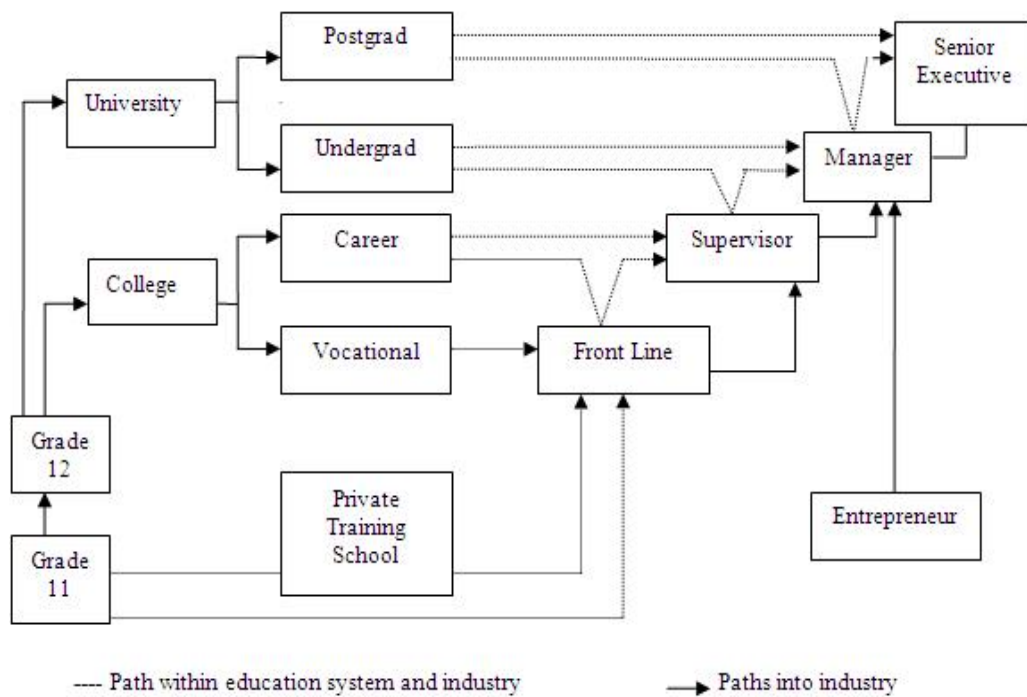 Postgrad
Senior
Executive
University
Undergrad
Manager
Career
Supervisor
College
Vocational
Front Line
Grade
12
Private
Training
School
Entrepreneur
Grade
11
---- Path within education system and industry
Paths into industry